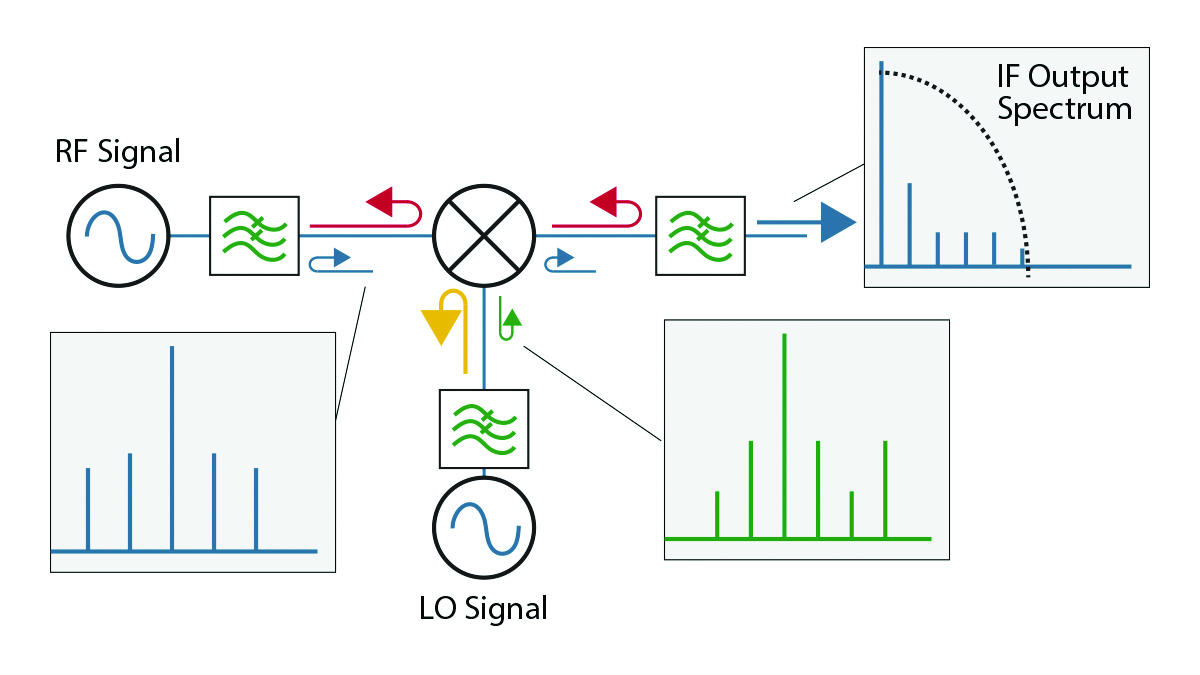 IF Output
Spectrum
RF Signal
LO Signal